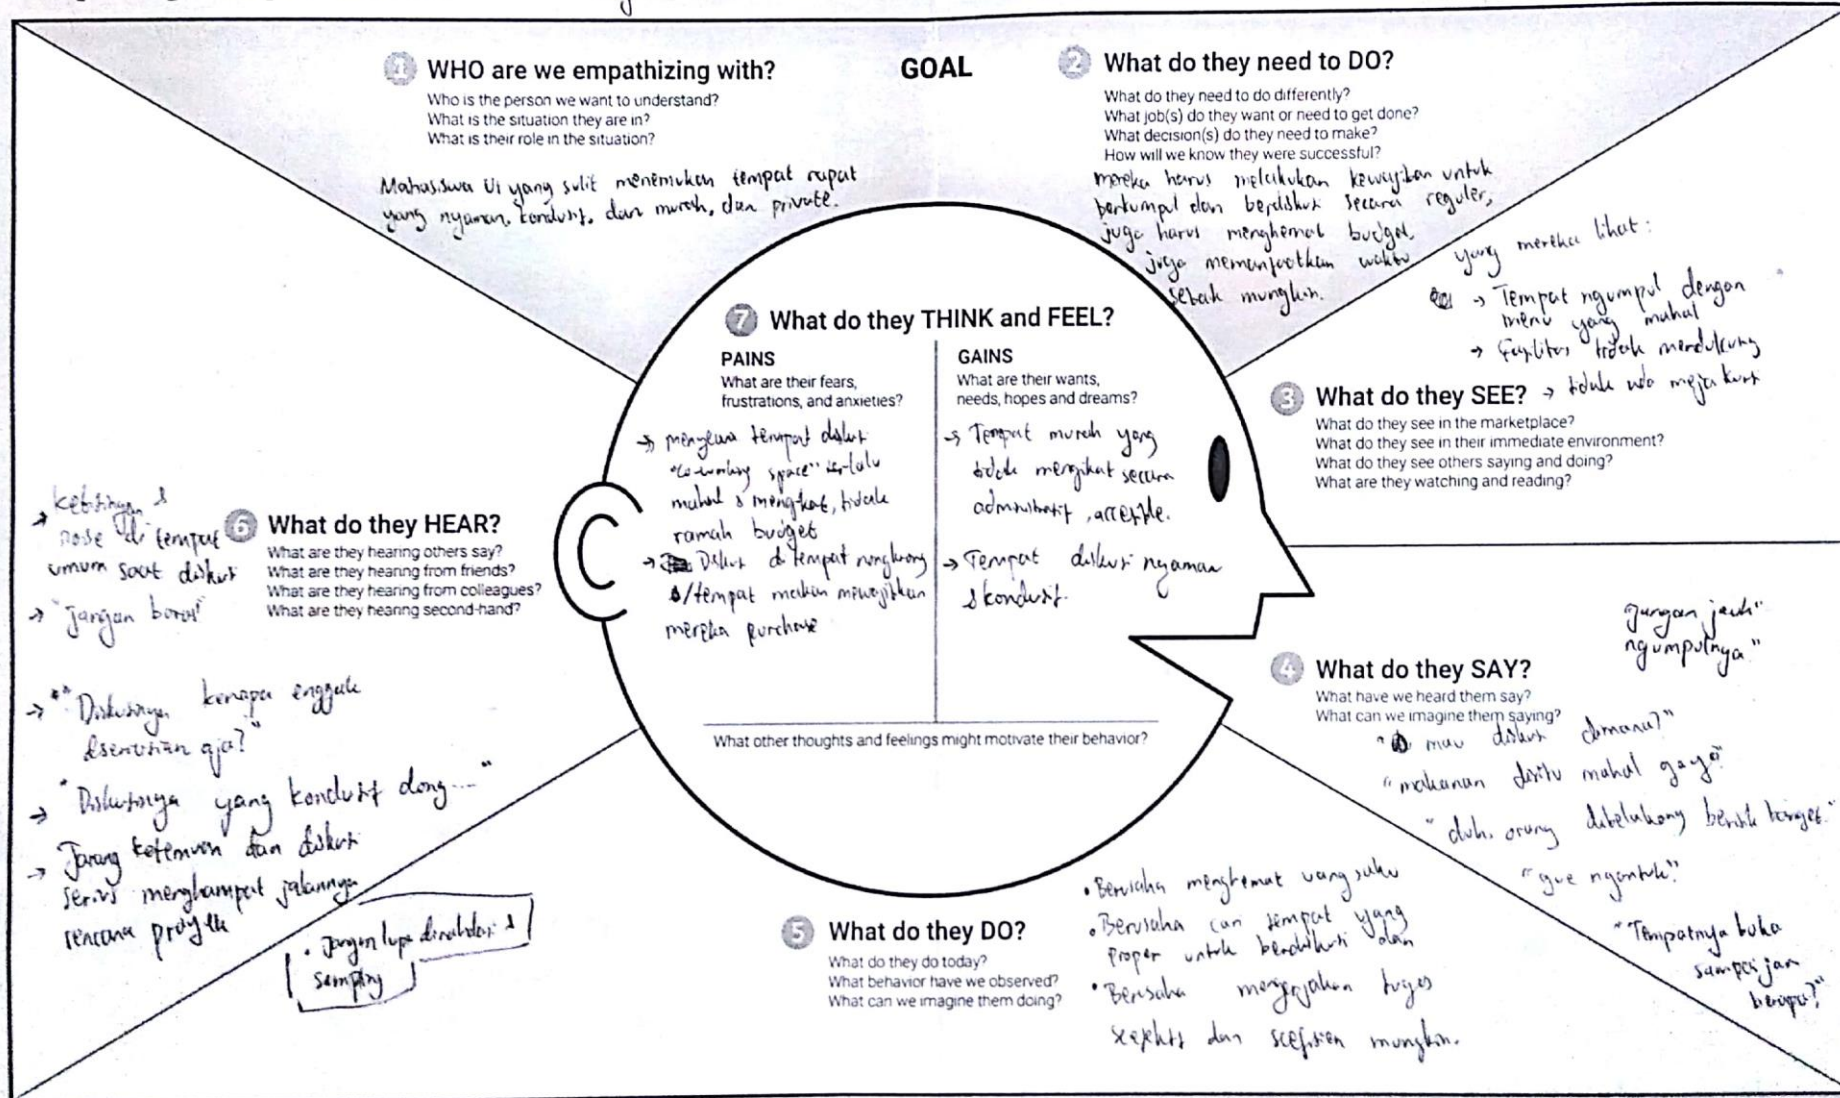 1 WHO are we empathizing with?
Who is the person we want to understand?
What is the situation they are in?
What is their role in the situation?
Mahasiswa UI yang sulit menemukan tempat rapat
yang nyaman, kondusif, dan murah, dan private.
GOAL
2 What do they need to DO?
What do they need to do differently?
What job(s) do they want or need to get done?
What decision(s) do they need to make?
How will we know they were successful?
mereka harus melakukan kewajiban untuk
berkumpul dan berdiskusi secara reguler,
juga harus menghemat budget,
juga memanfaatkan waktu
sebaik mungkin.
yang mereka lihat:
→ Tempat ngumpul dengan
menu yang mahal
→ Fasilitas tidak mendukung
3 What do they SEE? → tidak ada meja kursi
What do they see in the marketplace?
What do they see in their immediate environment?
What do they see others saying and doing?
What are they watching and reading?
4 What do they SAY?
What have we heard them say?
What can we imagine them saying?
jangan jauh"
ngumpulnya."
" mau diskusi dimana?"
"makanan disitu mahal
"duh, orang dibelakang berisik banget."
"gue ngantuk."
"Tempatnya buka
sampai jam
berapa?"
5 What do they DO?
What do they do today?
What behavior have we observed?
What can we imagine them doing?
• Berusaha menghemat uang saku
• Berusaha cari tempat yang
proper untuk berdiskusi dan
• Berusaha mengerjakan tugas
seefektif dan seefisien mungkin.
6 What do they HEAR?
What are they hearing others say?
What are they hearing from friends?
What are they hearing from colleagues?
What are they hearing second-hand?
→ kebisingan &
di tempat
umum saat diskusi
→ "jangan boros"
→ "Diskusinya kenapa enggak
aja?"
→ "Diskusinya yang kondusif dong..."
→ Jarang ketemuan dan diskusi
serius menghambat jalannya
rencana proyek
• Jangan lupa &
samping
7 What do they THINK and FEEL?
PAINS
What are their fears,
frustrations, and anxieties?
→ menyewa tempat diskusi
"co-working space" terlalu
mahal & mengikat, tidak
ramah budget
→ Diskusi di tempat nongkrong
/tempat makan mewajibkan
mereka purchase
GAINS
What are their wants,
needs, hopes and dreams?
→ Tempat murah yang
tidak mengikat secara
administratif,
→ Tempat diskusi nyaman
& kondusif.
What other thoughts and feelings might motivate their behavior?